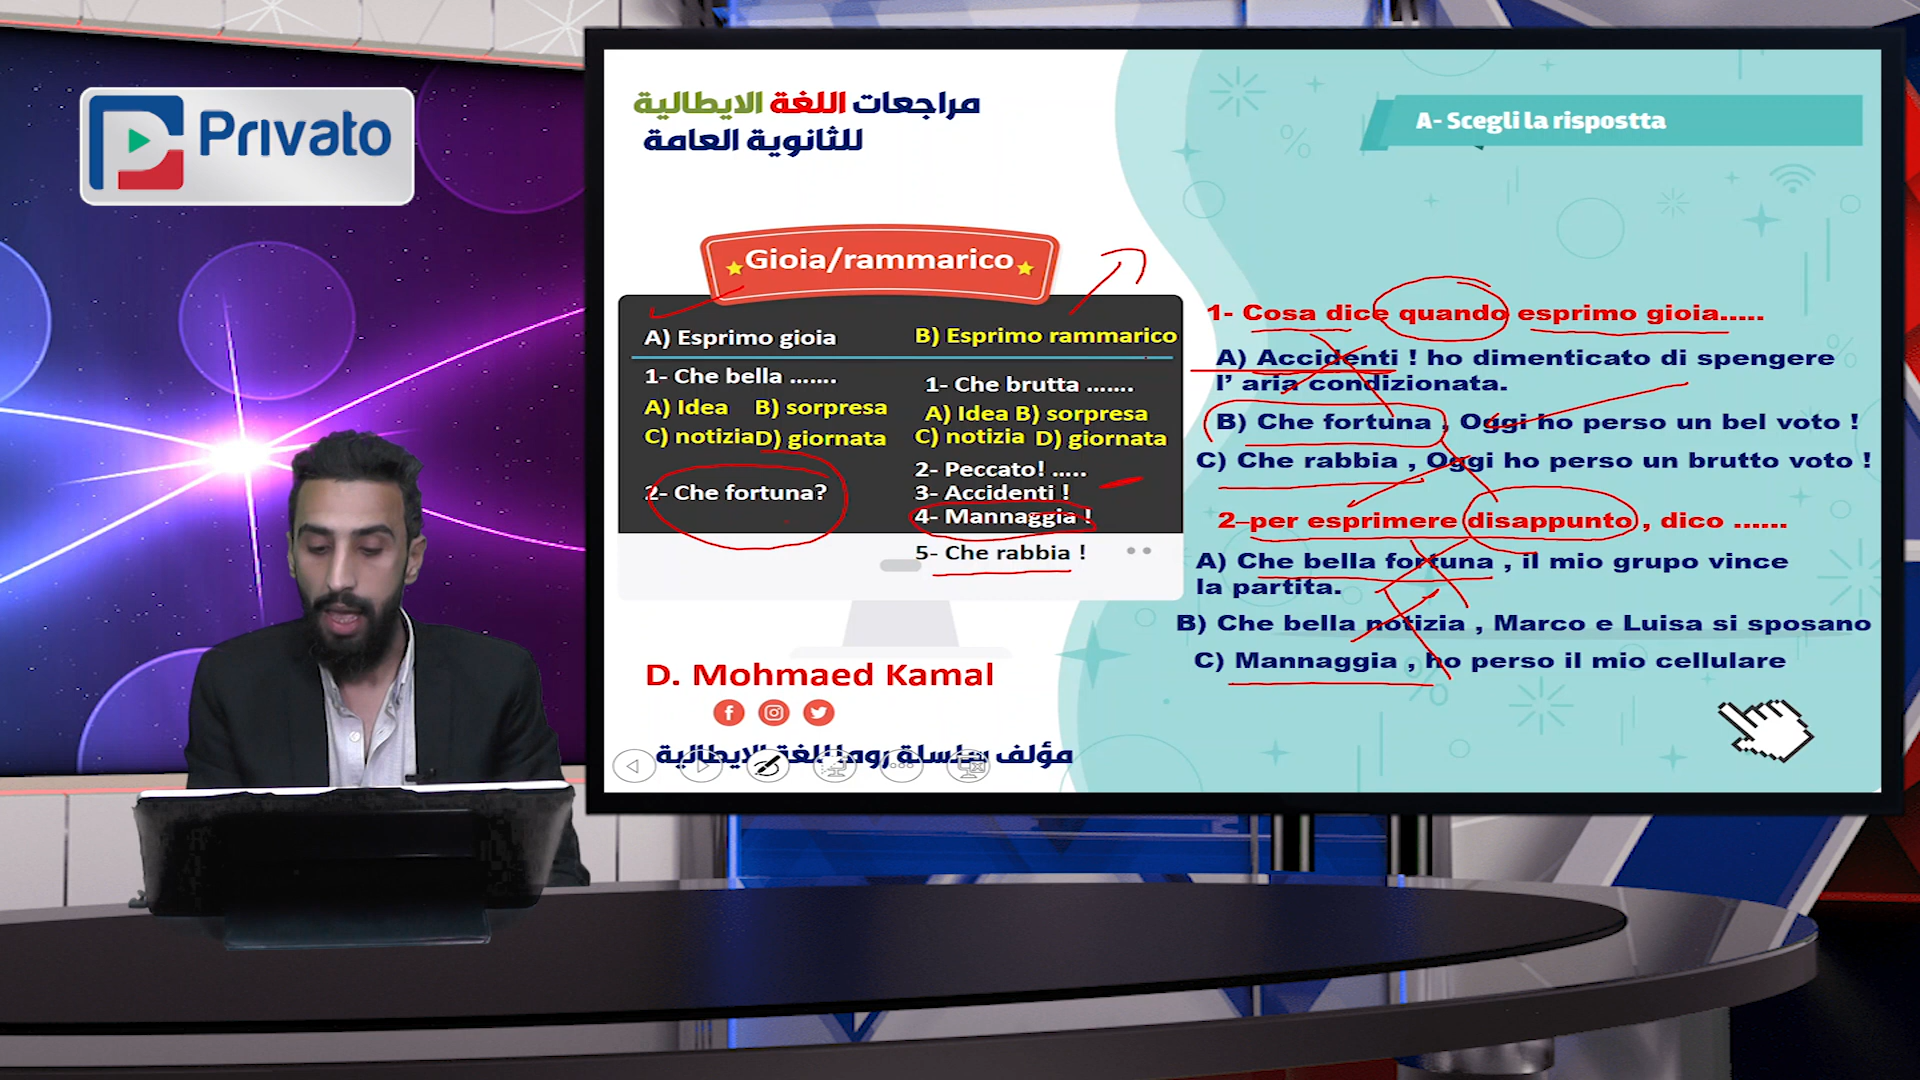 Privato
مراجعات اللغة الايطالية
للثانوية العامة
Gioia/rammarico
A) Esprimo gioia
1- Che bella .......
A) Idea B) sorpresa
C) notizia D) giornata
2- Che fortuna?
B) Esprimo rammarico
1- Che brutta .......
A) Idea B) sorpresa
C) notizia D) giornata
2- Peccato! .....
3- Accidenti !
4- Mannaggia !
5- Che rabbia !
D. Mohmaed Kamal
مؤلف سلسلة روما للغة الايطالية
A- Scegli la rispostta
1- Cosa dice quando esprimo gioia.....
A) Accidenti ! ho dimenticato di spengere
l' aria condizionata.
B) Che fortuna , Oggi ho perso un bel voto !
C) Che rabbia , Oggi ho perso un brutto voto !
2–per esprimere disappunto , dico ......
A) Che bella fortuna , il mio grupo vince
la partita.
B) Che bella notizia , Marco e Luisa si sposano
C) Mannaggia , ho perso il mio cellulare